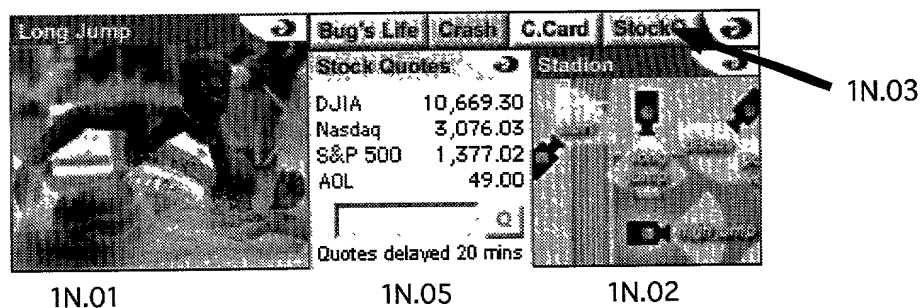 Long Jump
Bug's Life Crash C.Card StockQ
Stock Quotes
Stadion
DJIA 10,669.30
Nasdaq 3,076.03
S&P 500 1,377.02
AOL 49.00
Q
Quotes delayed 20 mins
1N.03
1N.01
1N.05
1N.02